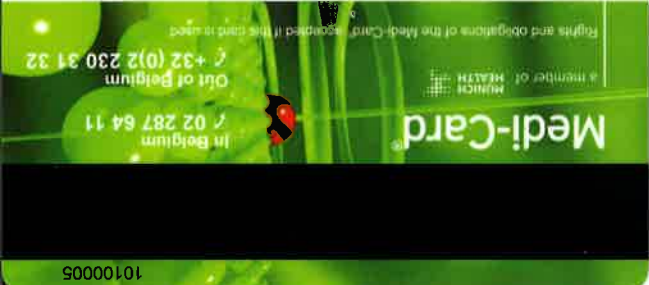 10100005
Medi-Card®
In Belgium
02 287 64 11
a member of MUNICH HEALTH
Out of Belgium
+32 (0)2 230 31 32
Rights and obligations of the Medi-Card® accepted if this card is used